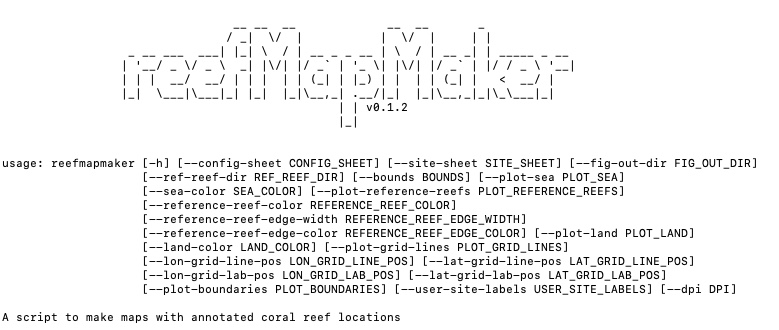 reefMapMaker
v0.1.2
usage: reefmapmaker [-h] [--config-sheet CONFIG_SHEET] [--site-sheet SITE_SHEET] [--fig-out-dir FIG_OUT_DIR]
[--ref-reef-dir REF_REEF_DIR] [--bounds BOUNDS] [--plot-sea PLOT_SEA]
[--sea-color SEA_COLOR] [--plot-reference-reefs PLOT_REFERENCE_REEFS]
[--reference-reef-color REFERENCE_REEF_COLOR]
[--reference-reef-edge-width REFERENCE_REEF_EDGE_WIDTH]
[--reference-reef-edge-color REFERENCE_REEF_EDGE_COLOR] [--plot-land PLOT_LAND]
[--land-color LAND_COLOR] [--plot-grid-lines PLOT_GRID_LINES]
[--lon-grid-line-pos LON_GRID_LINE_POS] [--lat-grid-line-pos LAT_GRID_LINE_POS]
[--lon-grid-lab-pos LON_GRID_LAB_POS] [--lat-grid-lab-pos LAT_GRID_LAB_POS]
[--plot-boundaries PLOT_BOUNDARIES] [--user-site-labels USER_SITE_LABELS] [--dpi DPI]
A script to make maps with annotated coral reef locations